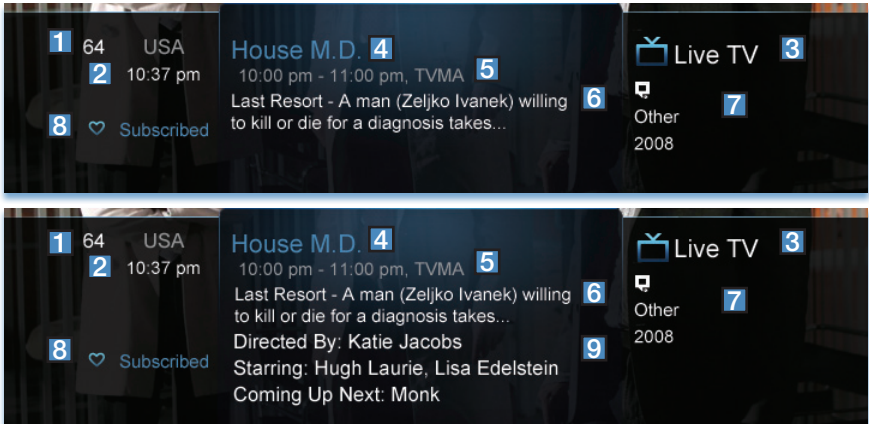 1 64 USA
House M.D. 4
Live TV 3
2 10:37 pm
10:00 pm - 11:00 pm, TVMA 5
Last Resort - A man (Zeljko Ivanek) willing 6
to kill or die for a diagnosis takes...
Other 7
2008
8 Subscribed
1 64 USA
House M.D. 4
Live TV 3
2 10:37 pm
10:00 pm - 11:00 pm, TVMA 5
Last Resort - A man (Zeljko Ivanek) willing 6
to kill or die for a diagnosis takes...
Other 7
2008
8 Subscribed
Directed By: Katie Jacobs 9
Starring: Hugh Laurie, Lisa Edelstein
Coming Up Next: Monk